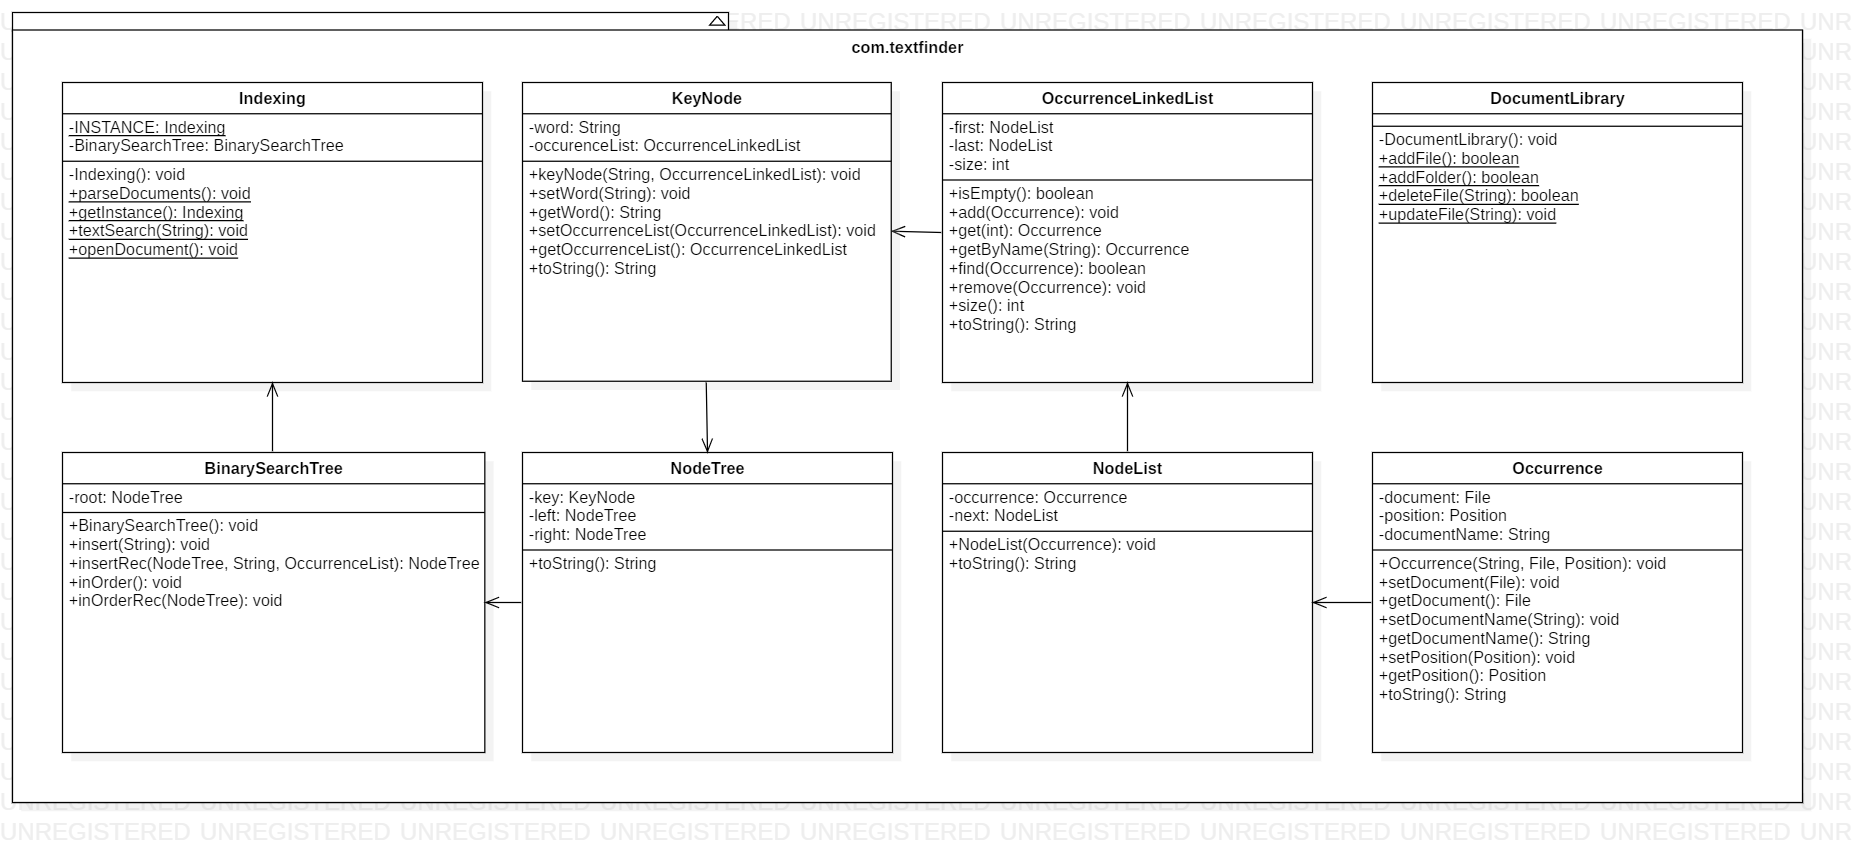 com.textfinder
Indexing
-INSTANCE: Indexing
-BinarySearchTree: BinarySearchTree
-Indexing(): void
+parseDocuments(): void
+getInstance(): Indexing
+textSearch(String): void
+openDocument(): void
KeyNode
-word: String
-occurenceList: OccurrenceLinkedList
+keyNode(String, OccurrenceLinkedList): void
+setWord(String): void
+getWord(): String
+setOccurrenceList(OccurrenceLinkedList): void
+getOccurrenceList(): OccurrenceLinkedList
+toString(): String
OccurrenceLinkedList
-first: NodeList
-last: NodeList
-size: int
+isEmpty(): boolean
+add(Occurrence): void
+get(int): Occurrence
+getByName(String): Occurrence
+find(Occurrence): boolean
+remove(Occurrence): void
+size(): int
+toString(): String
DocumentLibrary
-DocumentLibrary(): void
+addFile(): boolean
+addFolder(): boolean
+deleteFile(String): boolean
+updateFile(String): void
BinarySearchTree
-root: NodeTree
+BinarySearchTree(): void
+insert(String): void
+insertRec(NodeTree, String, OccurrenceList): NodeTree
+inOrder(): void
+inOrderRec(NodeTree): void
NodeTree
-key: KeyNode
-left: NodeTree
-right: NodeTree
+toString(): String
NodeList
-occurrence: Occurrence
-next: NodeList
+NodeList(Occurrence): void
+toString(): String
Occurrence
-document: File
-position: Position
-documentName: String
+Occurrence(String, File, Position): void
+setDocument(File): void
+getDocument(): File
+setDocumentName(String): void
+getDocumentName(): String
+setPosition(Position): void
+getPosition(): Position
+toString(): String
UNREGISTERED UNREGISTERED UNREGISTERED UNREGISTERED UNREGISTERED UNREGISTERED UNREGISTERED UNREGISTERED UNREGISTERED UNR